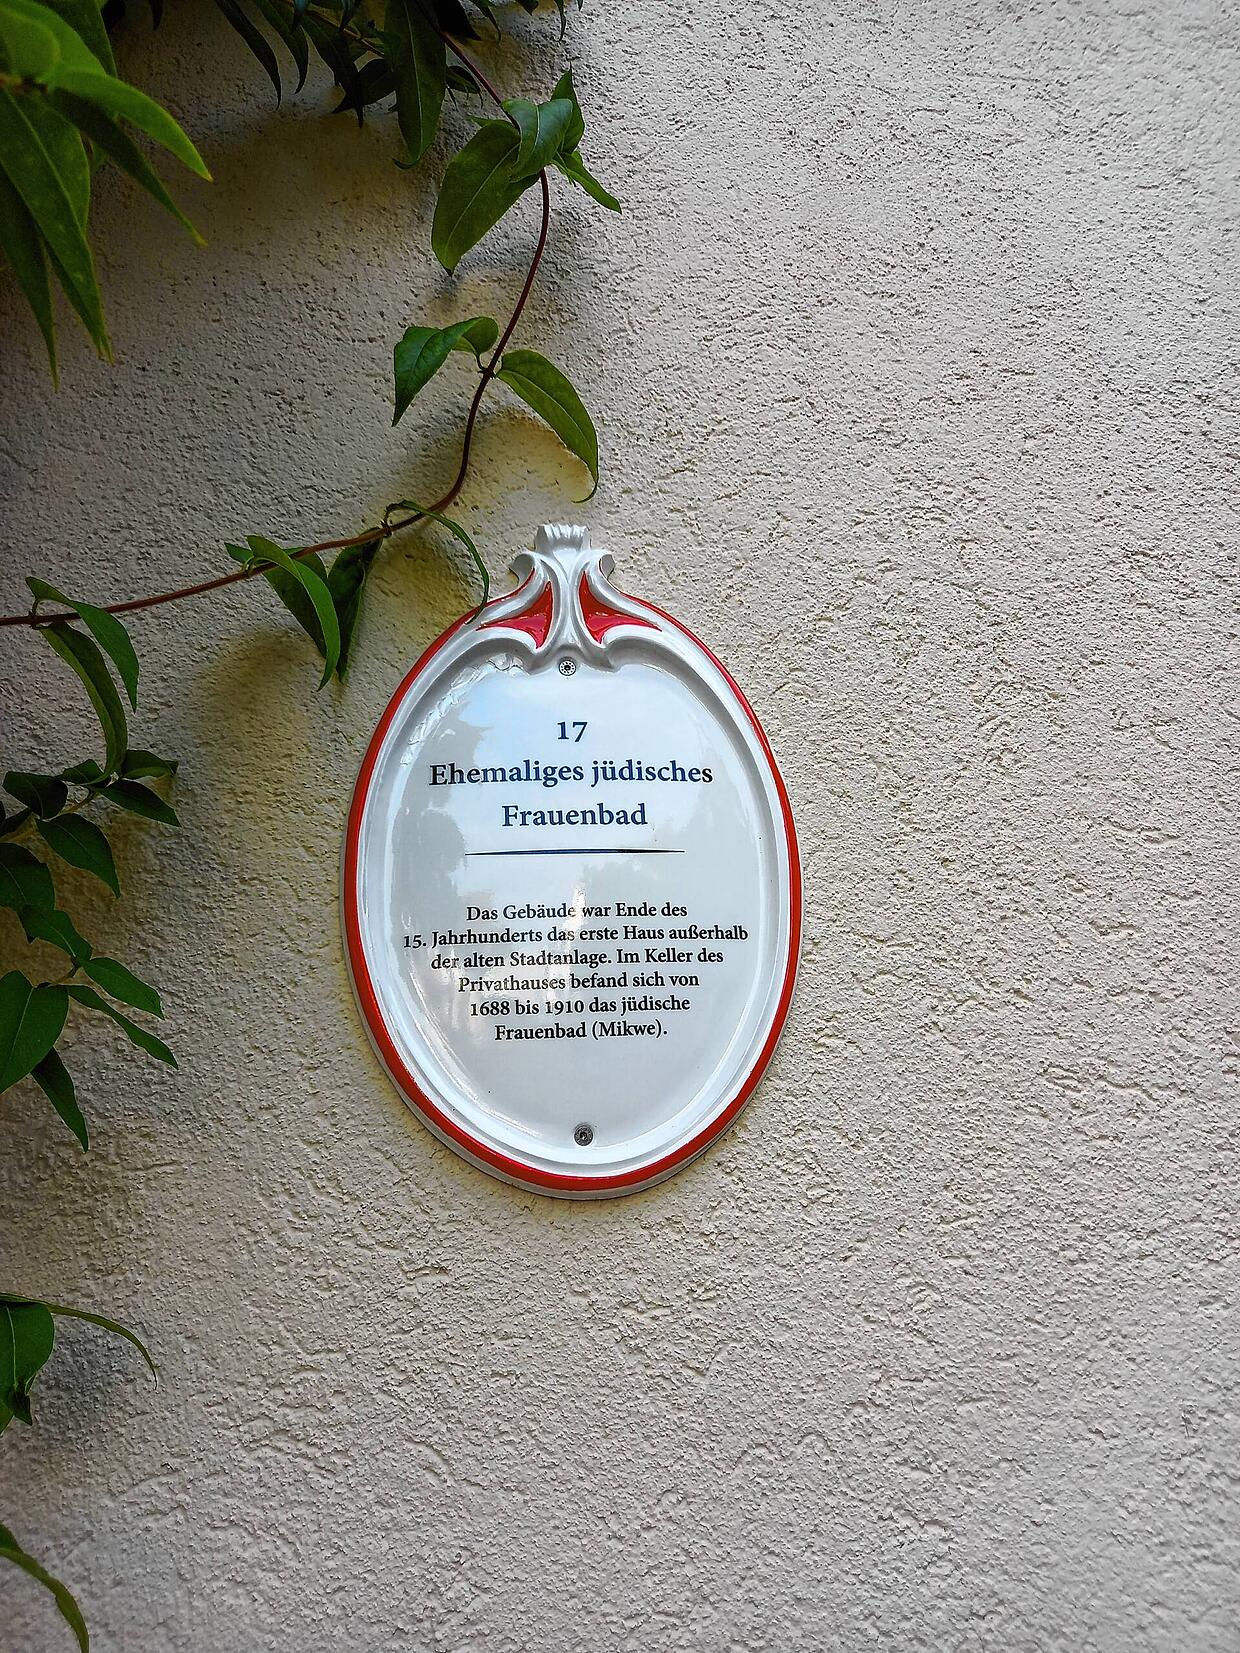 17
Ehemaliges jüdisches
Frauenbad
Das Gebäude war Ende des
15. Jahrhunderts das erste Haus außerhalb
der alten Stadtanlage. Im Keller des
Privathauses befand sich von
1688 bis 1910 das jüdische
Frauenbad (Mikwe).